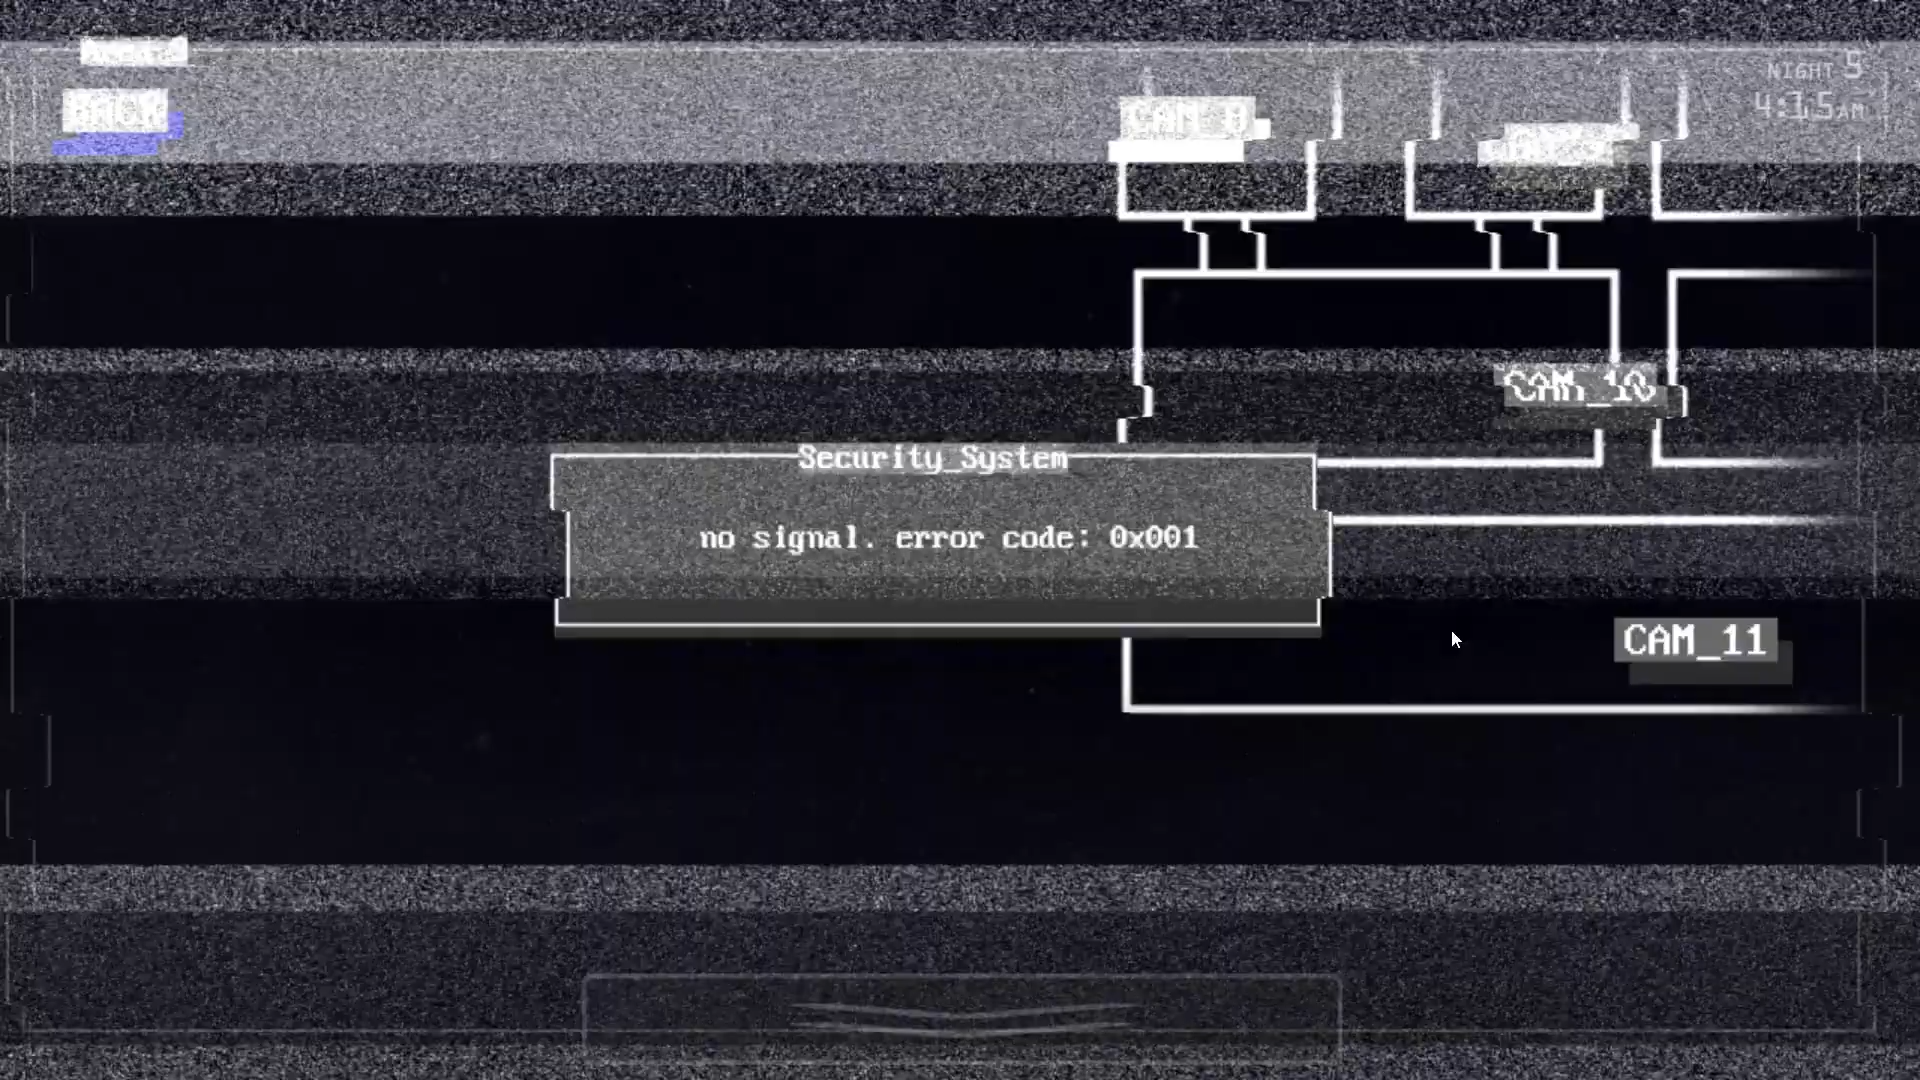 NIGHT 5
4:15AM
CAM_10
Security_System
no signal. error code: 0x001
CAM_11